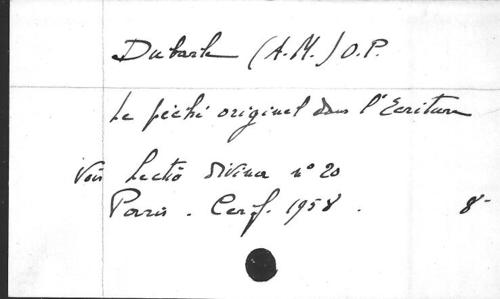 Dubarle (A.M.) O.P.
Le péché originel dans l'Ecriture
Voir Lectio divina n° 20
Paris. Cerf. 1958. 8-